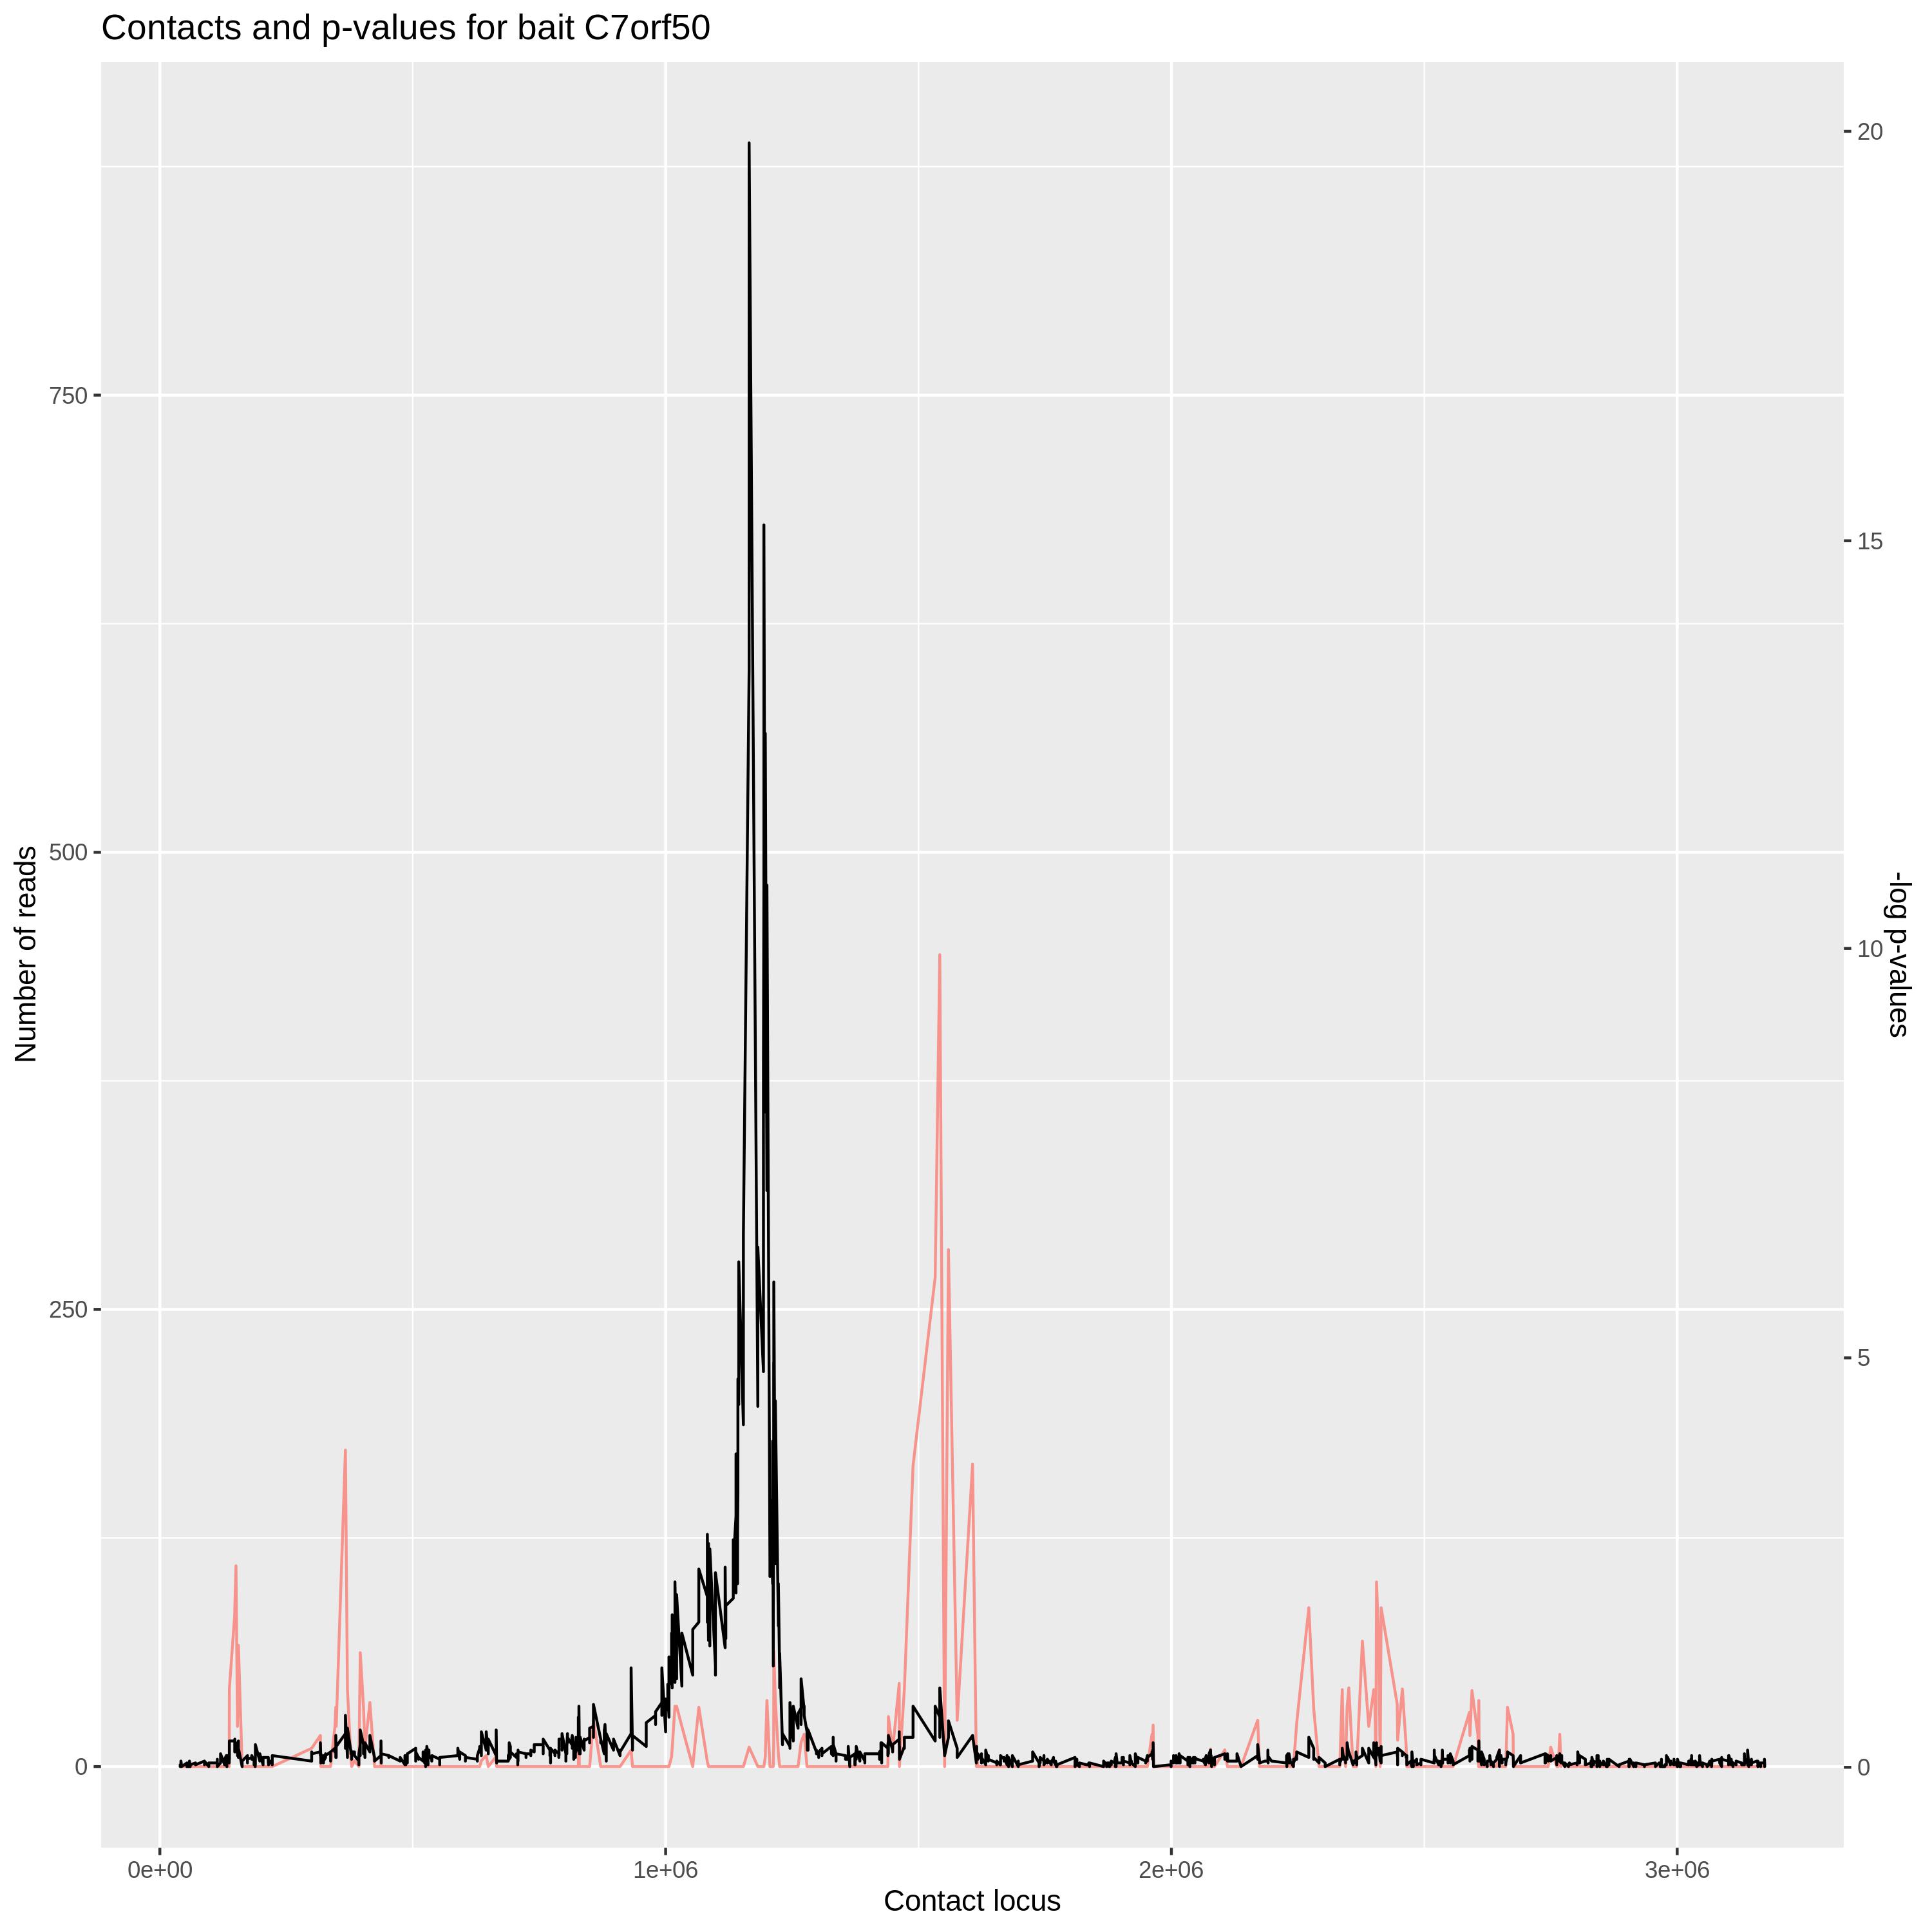 Contacts and p-values for bait C7orf50
20
750
15
Number of reads
500
10
-log p-values
250
5
0
0
0e+00
1e+06
2e+06
3e+06
Contact locus